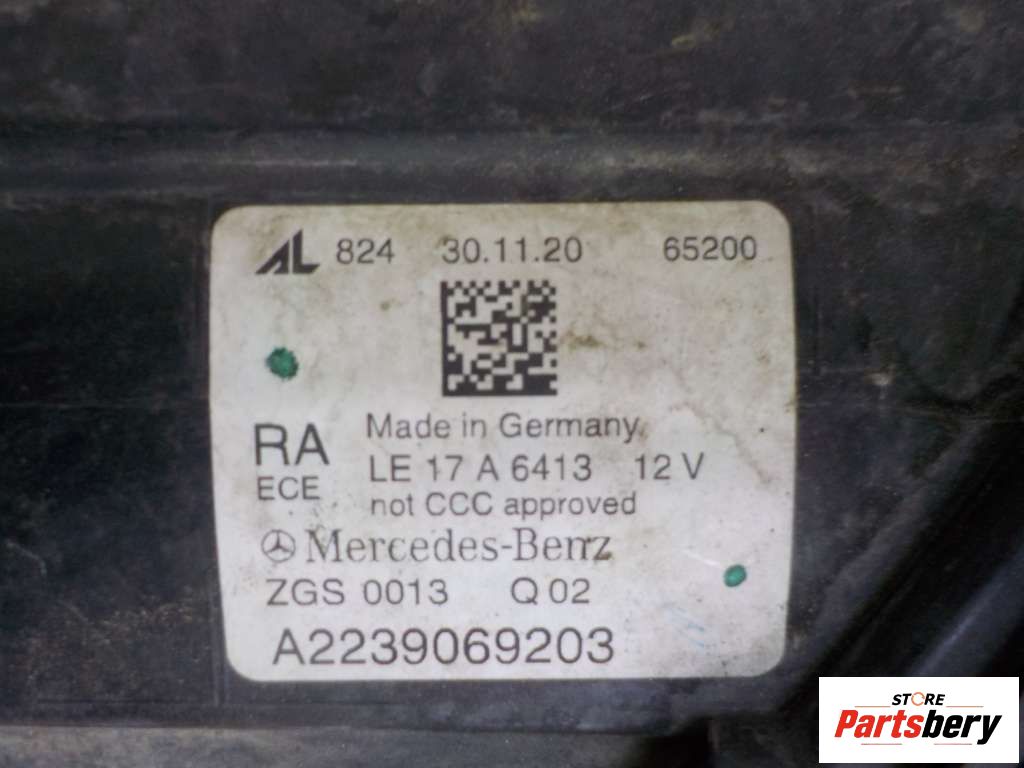 AL 824 30.11.20 65200
RA Made in Germany
LE 17 A 6413 12 V
ECE
not CCC approved
Mercedes-Benz
ZGS 0013 Q 02
A2239069203
STORE
Partsbery